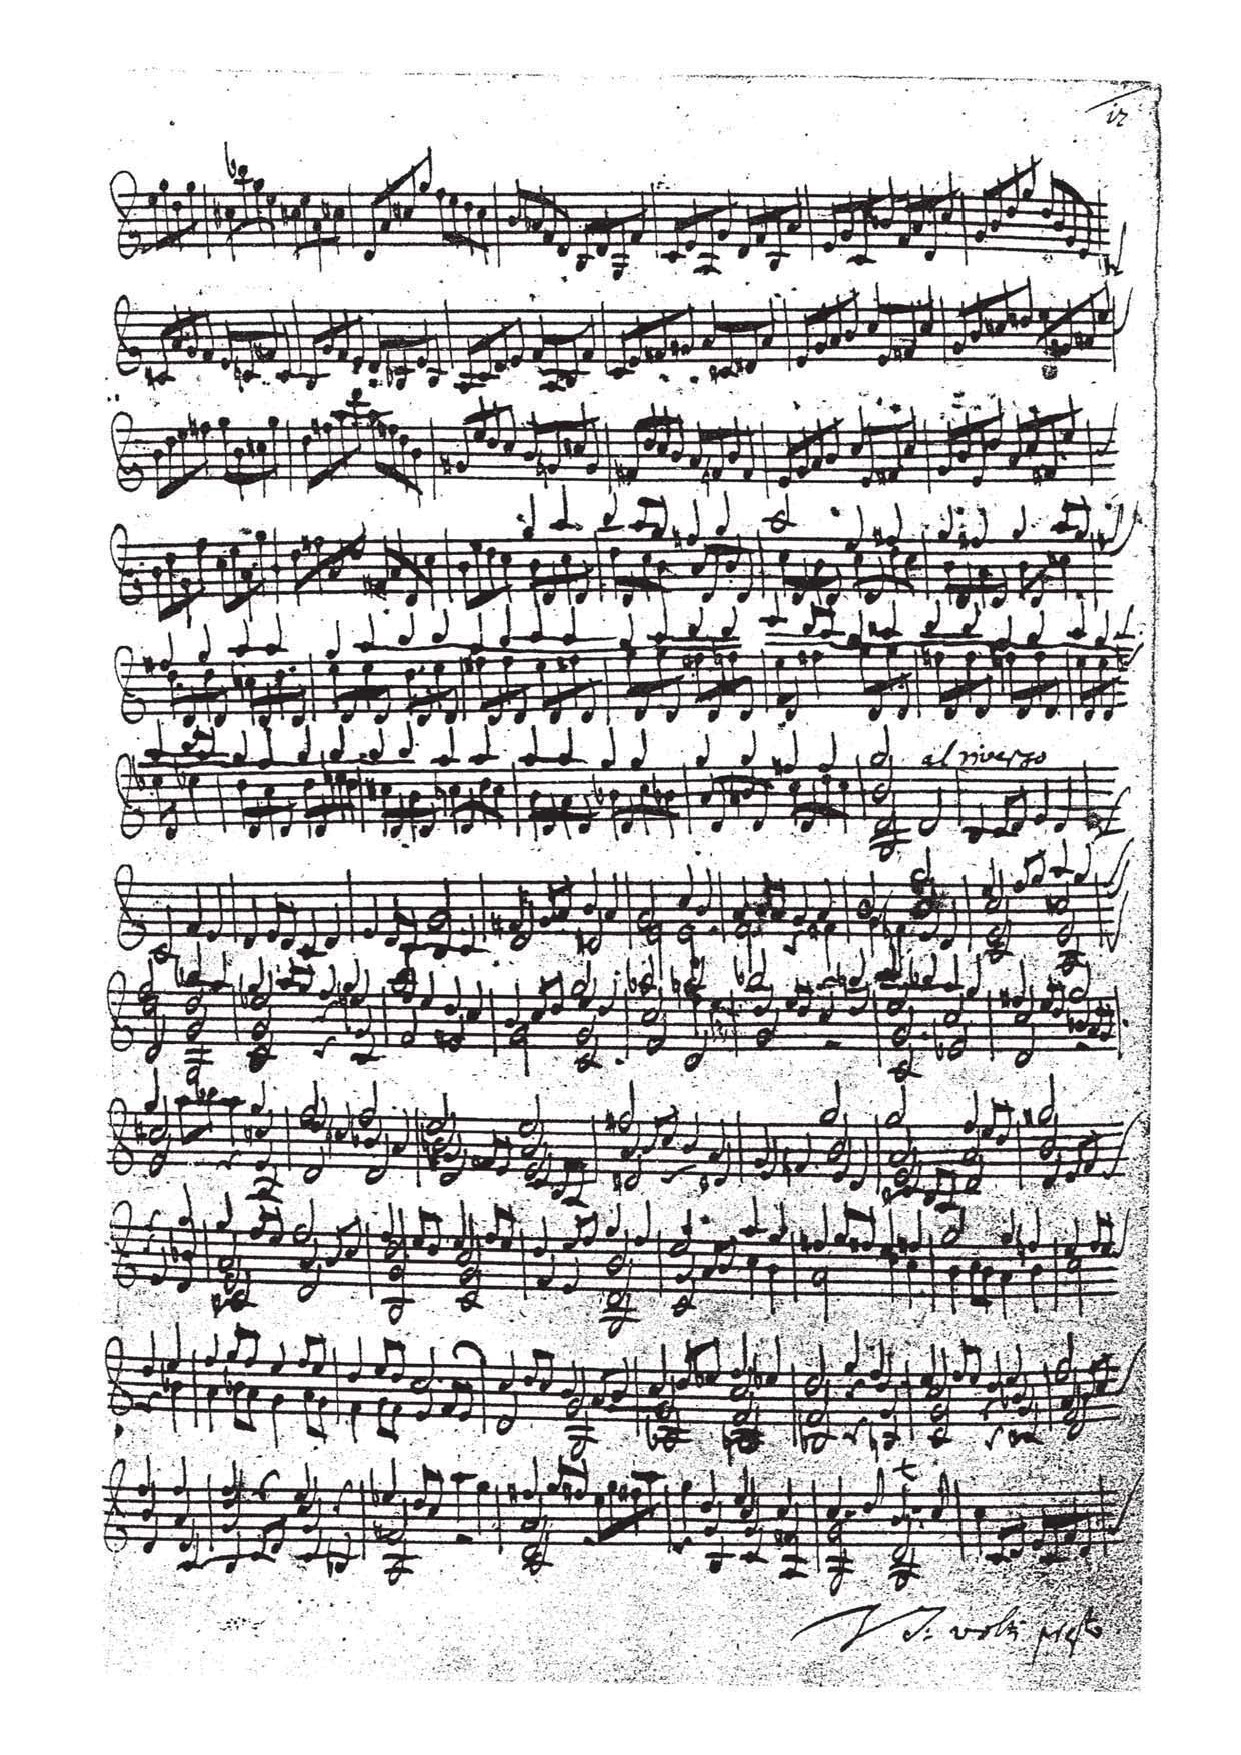 al riverso
t
V. S. volti presto